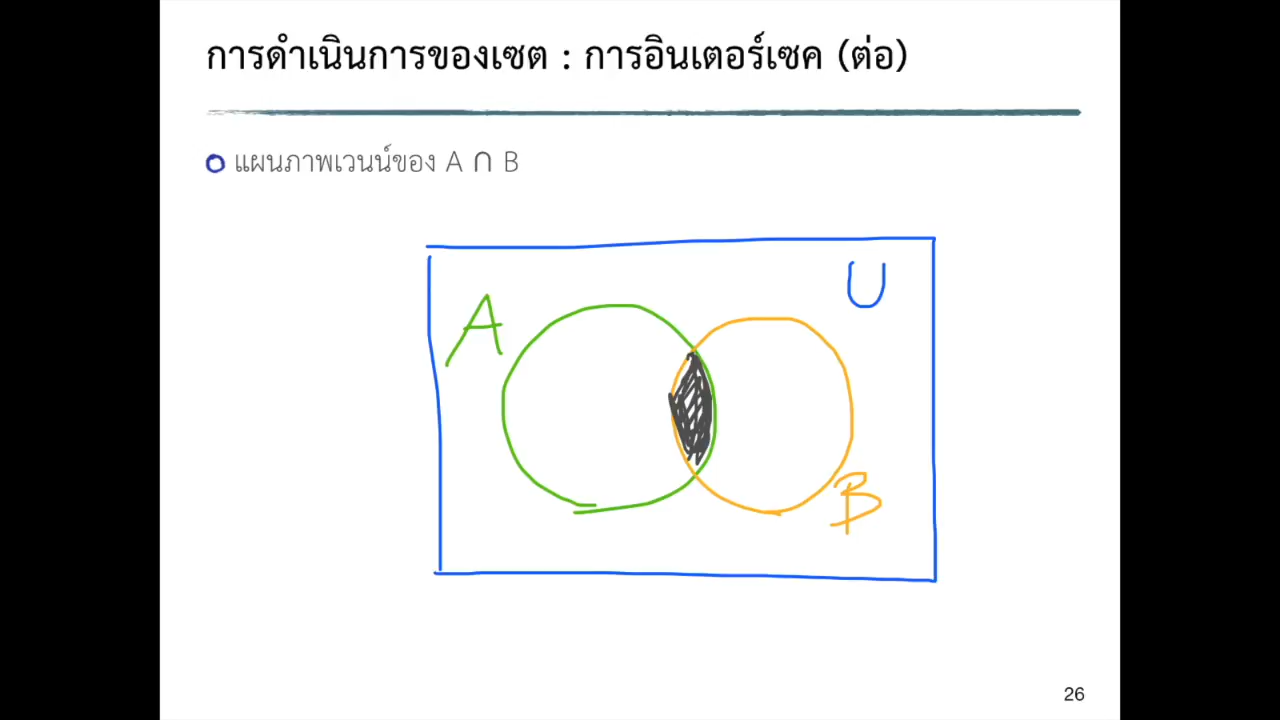 การดำเนินการของเซต : การอินเตอร์เซค (ต่อ)
แผนภาพเวนน์ของ A ∩ B
U
A
B
26